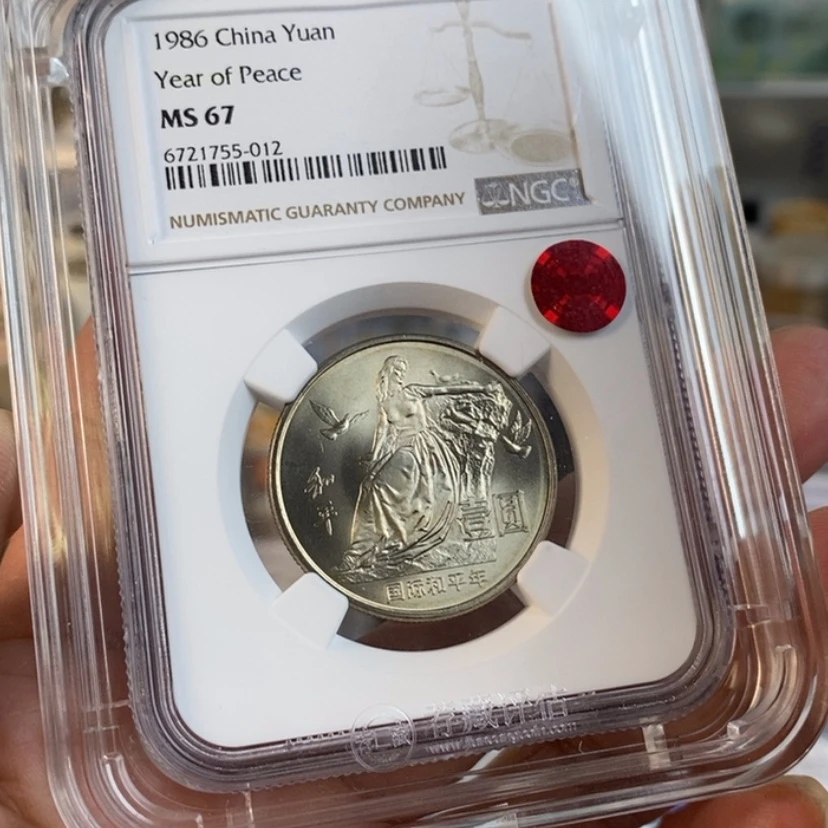 1986 China Yuan
Year of Peace
MS 67
6721755-012
NUMISMATIC GUARANTY COMPANY
NGC
和平
壹圆
国际和平年